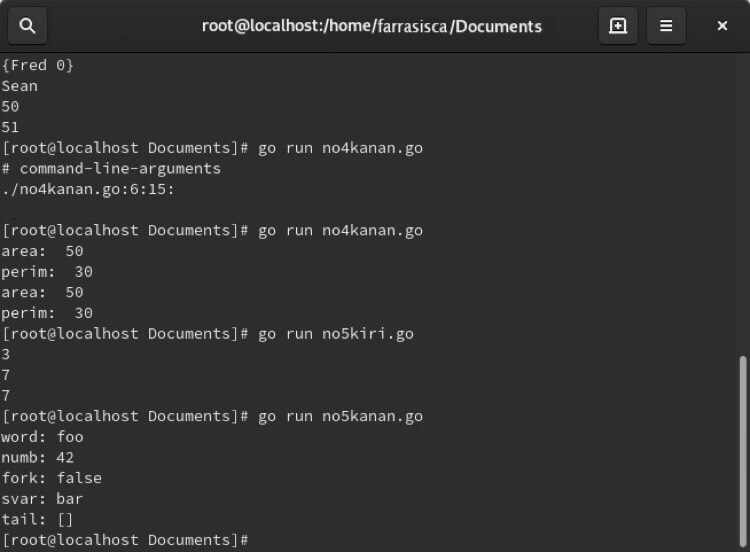 root@localhost:/home/farrasisca/Documents
{Fred 0}
Sean
50
51
[root@localhost Documents]# go run no4kanan.go
# command-line-arguments
./no4kanan.go:6:15:
[root@localhost Documents]# go run no4kanan.go
area:  50
perim:  30
area:  50
perim:  30
[root@localhost Documents]# go run no5kiri.go
3
7
7
[root@localhost Documents]# go run no5kanan.go
word: foo
numb: 42
fork: false
svar: bar
tail: []
[root@localhost Documents]#